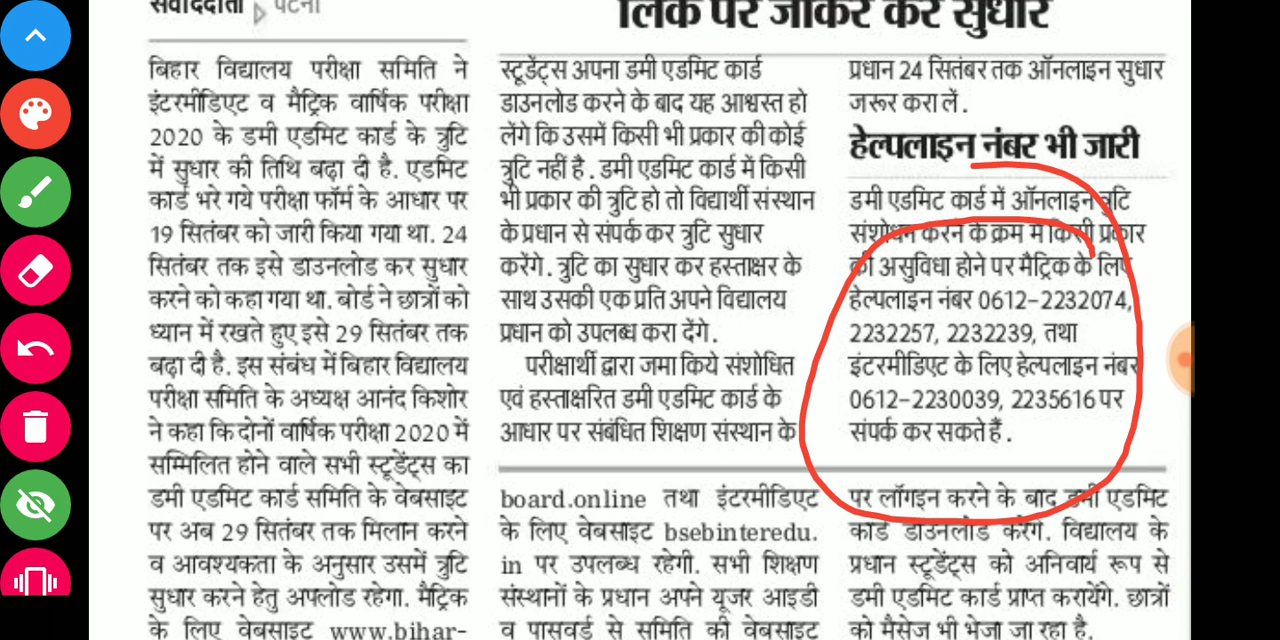 संवाददाता ▷ पटना
लिंक पर जाकर करें सुधार
बिहार विद्यालय परीक्षा समिति ने
इंटरमीडिएट व मैट्रिक वार्षिक परीक्षा
2020 के डमी एडमिट कार्ड के त्रुटि
में सुधार की तिथि बढ़ा दी है. एडमिट
कार्ड भरे गये परीक्षा फॉर्म के आधार पर
19 सितंबर को जारी किया गया था. 24
सितंबर तक इसे डाउनलोड कर सुधार
करने को कहा गया था. बोर्ड ने छात्रों को
ध्यान में रखते हुए इसे 29 सितंबर तक
बढ़ा दी है. इस संबंध में बिहार विद्यालय
परीक्षा समिति के अध्यक्ष आनंद किशोर
ने कहा कि दोनों वार्षिक परीक्षा 2020 में
सम्मिलित होने वाले सभी स्टूडेंट्स का
डमी एडमिट कार्ड समिति के वेबसाइट
पर अब 29 सितंबर तक मिलान करने
व आवश्यकता के अनुसार उसमें त्रुटि
सुधार करने हेतु अपलोड रहेगा. मैट्रिक
के लिए वेबसाइट www.bihar-
स्टूडेंट्स अपना डमी एडमिट कार्ड
डाउनलोड करने के बाद यह आश्वस्त हो
लेंगे कि उसमें किसी भी प्रकार की कोई
त्रुटि नहीं है. डमी एडमिट कार्ड में किसी
भी प्रकार की त्रुटि हो तो विद्यार्थी संस्थान
के प्रधान से संपर्क कर त्रुटि सुधार
करेंगे. त्रुटि का सुधार कर हस्ताक्षर के
साथ उसकी एक प्रति अपने विद्यालय
प्रधान को उपलब्ध करा देंगे.
परीक्षार्थी द्वारा जमा किये संशोधित
एवं हस्ताक्षरित डमी एडमिट कार्ड के
आधार पर संबंधित शिक्षण संस्थान के
प्रधान 24 सितंबर तक ऑनलाइन सुधार
जरूर करा लें.
हेल्पलाइन नंबर भी जारी
डमी एडमिट कार्ड में ऑनलाइन त्रुटि
संशोधन करने के क्रम में किसी प्रकार
की असुविधा होने पर मैट्रिक के लिए
हेल्पलाइन नंबर 0612-2232074,
2232257, 2232239, तथा
इंटरमीडिएट के लिए हेल्पलाइन नंबर
0612-2230039, 2235616 पर
संपर्क कर सकते हैं.
board.online तथा इंटरमीडिएट
के लिए वेबसाइट bsebinteredu.
in पर उपलब्ध रहेगी. सभी शिक्षण
संस्थानों के प्रधान अपने यूजर आइडी
व पासवर्ड से समिति की वेबसाइट
पर लॉगइन करने के बाद डमी एडमिट
कार्ड डाउनलोड करेंगे. विद्यालय के
प्रधान स्टूडेंट्स को अनिवार्य रूप से
डमी एडमिट कार्ड प्राप्त करायेंगे. छात्रों
को मैसेज भी भेजा जा रहा है.